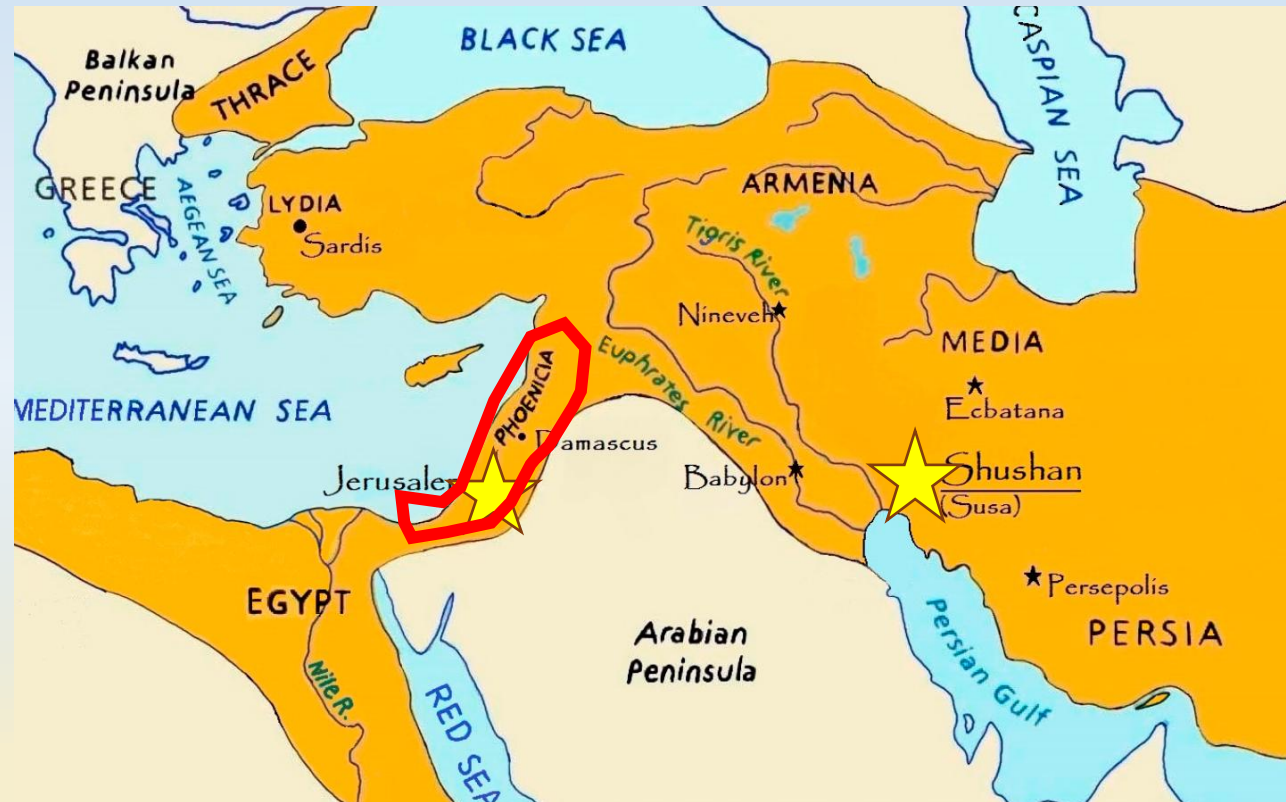 Balkan
Peninsula
THRACE
BLACK SEA
CASPIAN SEA
GREECE
AEGEAN SEA
LYDIA
Sardis
ARMENIA
Tigris River
Nineveh
MEDIA
Ecbatana
Euphrates River
MEDITERRANEAN SEA
PHOENICIA
Damascus
Jerusale
Babylon
Shushan
(Susa)
EGYPT
Nile R.
RED SEA
Arabian
Peninsula
Persian Gulf
Persepolis
PERSIA